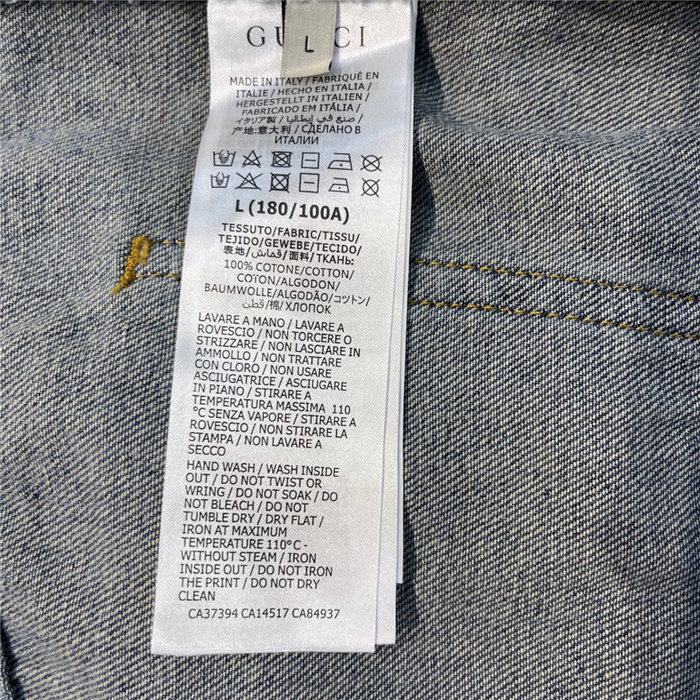 GUCCI
L
MADE IN ITALY / FABRIQUÉ EN
ITALIE / HECHO EN ITALIA /
HERGESTELLT IN ITALIEN /
FABRICADO EM ITÁLIA /
イタリア製 / صنع في إيطاليا /
产地:意大利 / СДЕЛАНО В
ИТАЛИИ
L (180/100A)
TESSUTO/FABRIC/TISSU/
TEJIDO/GEWEBE/TECIDO/
表地/قماش/面料/ТКАНЬ:
100% COTONE/COTTON/
COTON/ALGODON/
BAUMWOLLE/ALGODÃO/コットン/
قطن/棉/ХЛОПОК
LAVARE A MANO / LAVARE A
ROVESCIO / NON TORCERE O
STRIZZARE / NON LASCIARE IN
AMMOLLO / NON TRATTARE
CON CLORO / NON USARE
ASCIUGATRICE / ASCIUGARE
IN PIANO / STIRARE A
TEMPERATURA MASSIMA 110
°C SENZA VAPORE / STIRARE A
ROVESCIO / NON STIRARE LA
STAMPA / NON LAVARE A
SECCO
HAND WASH / WASH INSIDE
OUT / DO NOT TWIST OR
WRING / DO NOT SOAK / DO
NOT BLEACH / DO NOT
TUMBLE DRY / DRY FLAT /
IRON AT MAXIMUM
TEMPERATURE 110°C -
WITHOUT STEAM / IRON
INSIDE OUT / DO NOT IRON
THE PRINT / DO NOT DRY
CLEAN
CA37394 CA14517 CA84937